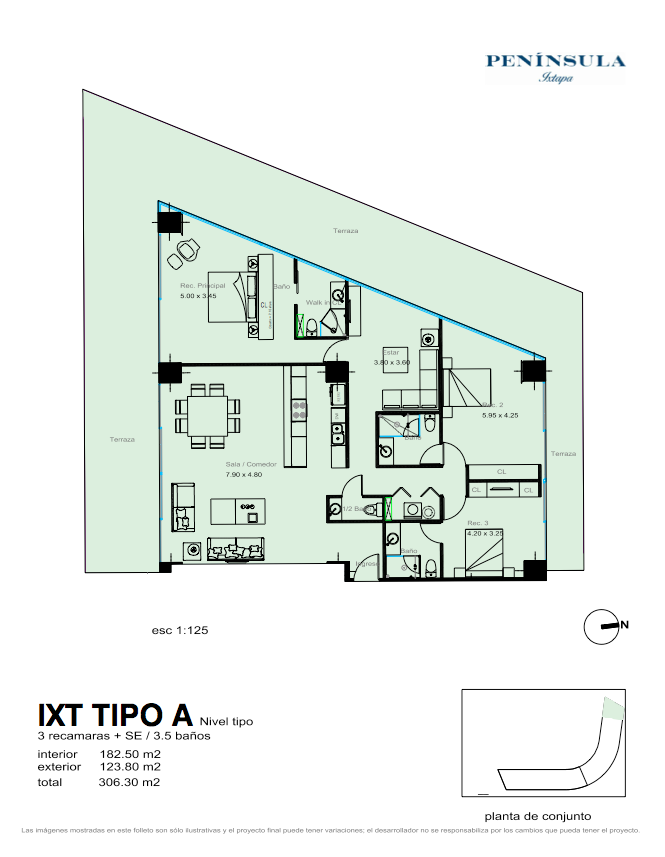 PENÍNSULA
Ixtapa
Terraza
Rec. Principal
5.00 x 3.45
Baño
Walk in CL
Estar
3.80 x 3.60
Rec. 2
5.95 x 4.25
Terraza
Terraza
Baño
Sala / Comedor
7.90 x 4.80
CL
CL
CL
1/2 Baño
Rec. 3
4.20 x 3.25
Baño
Ingreso
esc 1:125
N
IXT TIPO A Nivel tipo
3 recamaras + SE / 3.5 baños
interior 182.50 m2
exterior 123.80 m2
total 306.30 m2
planta de conjunto
Las imágenes mostradas en este folleto son sólo ilustrativas y el proyecto final puede tener variaciones; el desarrollador no se responsabiliza por los cambios que pueda tener el proyecto.